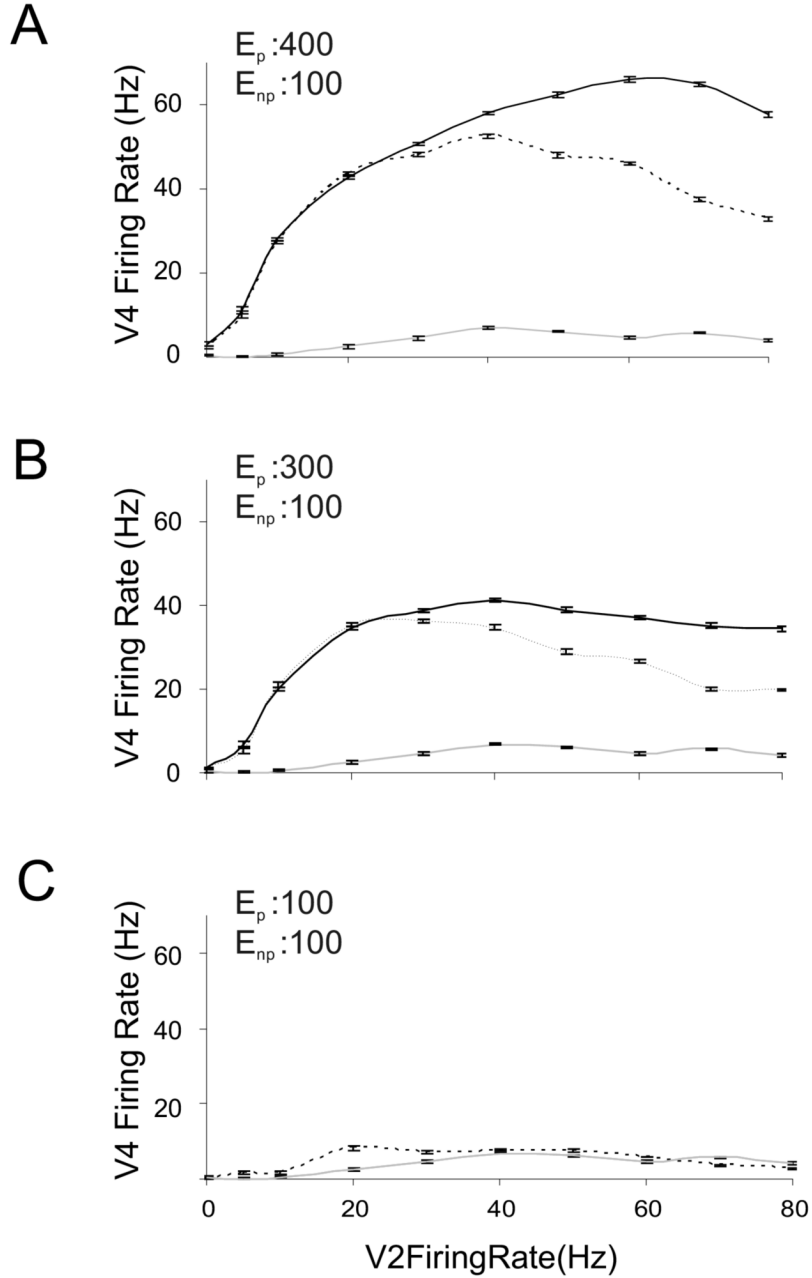 A
Ep :400
Enp :100
V4 Firing Rate (Hz)
60
40
20
0
B
Ep :300
Enp :100
V4 Firing Rate (Hz)
60
40
20
0
C
Ep :100
Enp :100
V4 Firing Rate (Hz)
60
40
20
0 20 40 60 80
V2FiringRate(Hz)